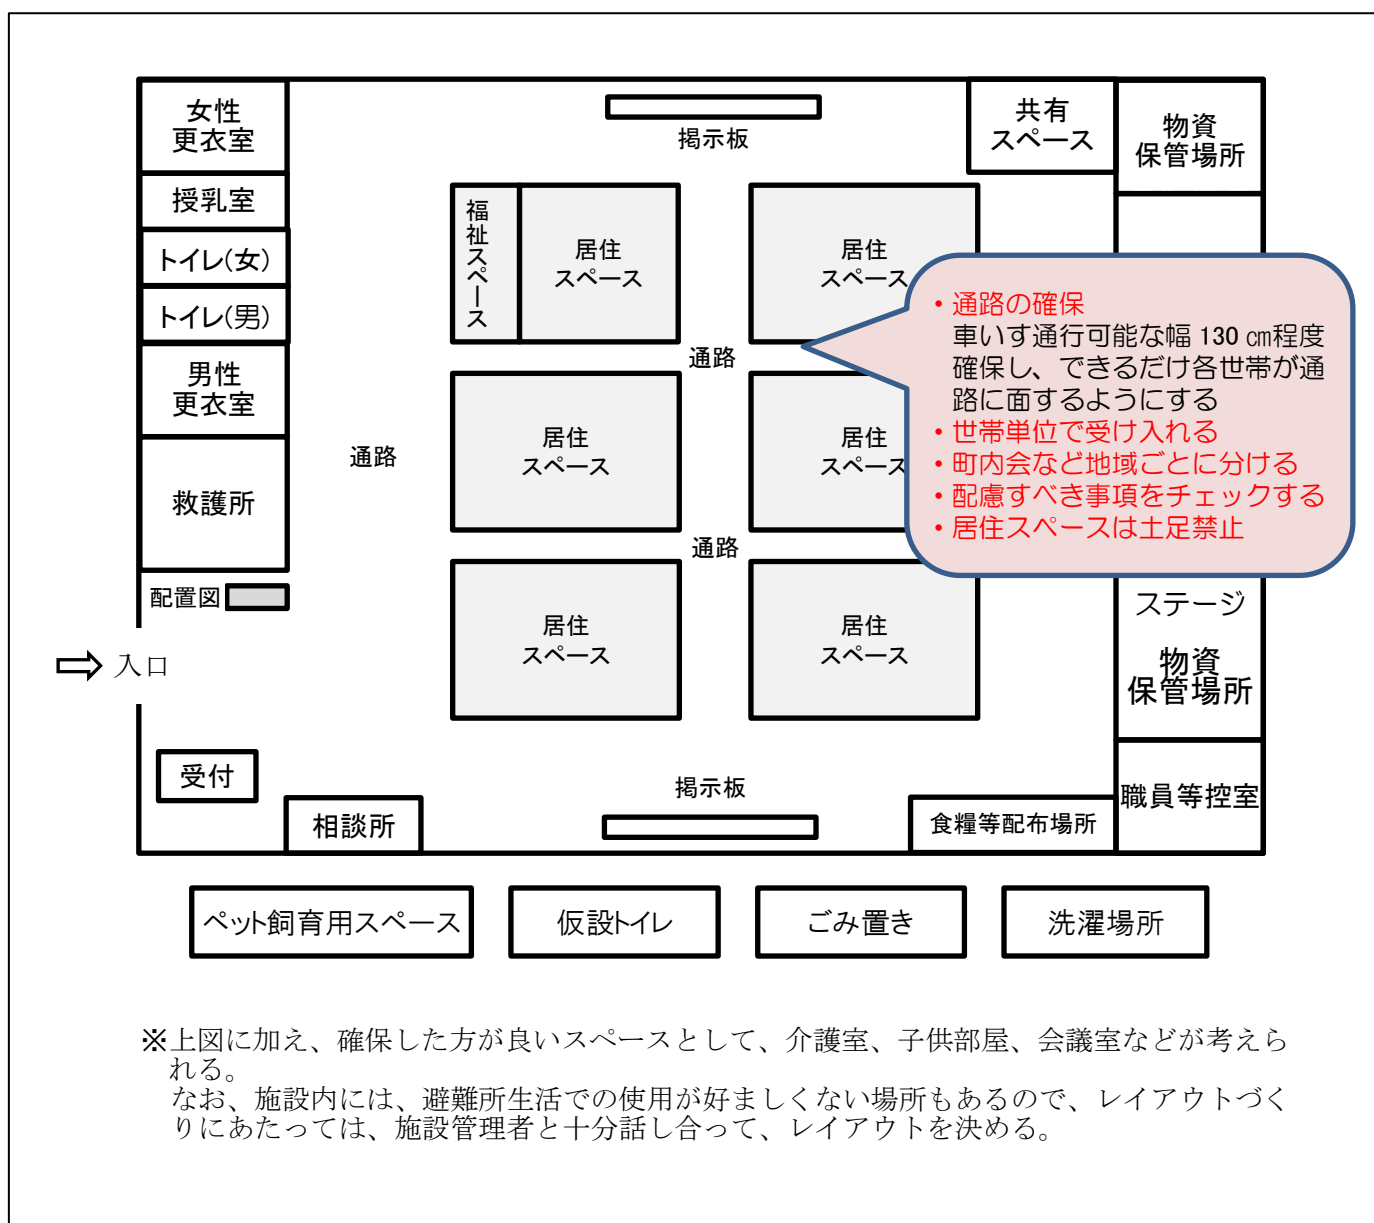 女性
更衣室
授乳室
トイレ(女)
トイレ(男)
男性
更衣室
救護所
配置図
入口
受付
相談所
掲示板
共有
スペース
物資
保管場所
福祉スペース
居住
スペース
居住
スペース
通路
通路
居住
スペース
居住
スペース
通路
居住
スペース
居住
スペース
・通路の確保
車いす通行可能な幅 130 ㎝程度
確保し、できるだけ各世帯が通
路に面するようにする
・世帯単位で受け入れる
・町内会など地域ごとに分ける
・配慮すべき事項をチェックする
・居住スペースは土足禁止
ステージ
物資
保管場所
職員等控室
掲示板
食糧等配布場所
ペット飼育用スペース
仮設トイレ
ごみ置き
洗濯場所
※上図に加え、確保した方が良いスペースとして、介護室、子供部屋、会議室などが考えら
れる。
なお、施設内には、避難所生活での使用が好ましくない場所もあるので、レイアウトづく
りにあたっては、施設管理者と十分話し合って、レイアウトを決める。